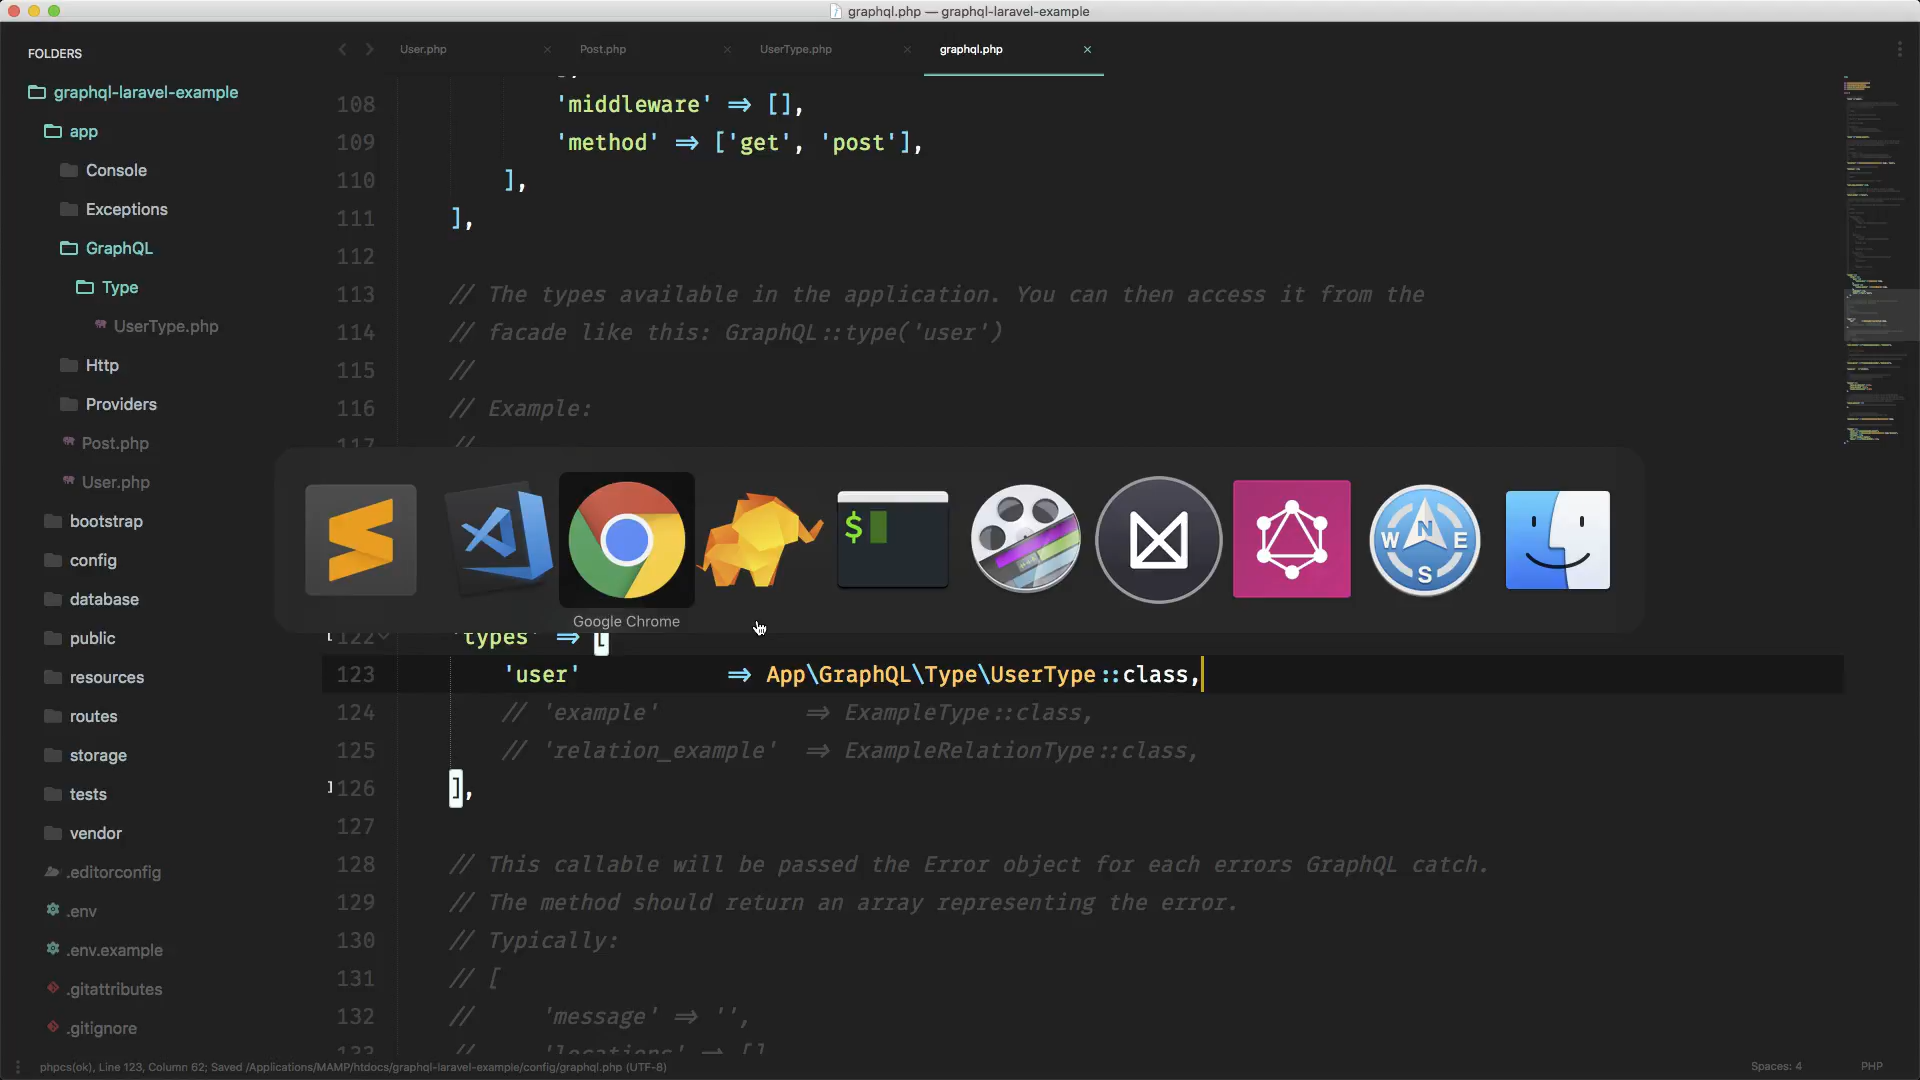 graphql.php — graphql-laravel-example
FOLDERS
graphql-laravel-example
app
Console
Exceptions
GraphQL
Type
UserType.php
Http
Providers
Post.php
User.php
bootstrap
config
database
public
resources
routes
storage
tests
vendor
.editorconfig
.env
.env.example
.gitattributes
.gitignore
User.php
Post.php
UserType.php
graphql.php
108 'middleware' => [],
109 'method' => ['get', 'post'],
110 ],
111 ],
112
113 // The types available in the application. You can then access it from the
114 // facade like this: GraphQL::type('user')
115 //
116 // Example:
117 //
$
W N E S
Google Chrome
122 'types' => [
123 'user' => App\GraphQL\Type\UserType::class,
124 // 'example' => ExampleType::class,
125 // 'relation_example' => ExampleRelationType::class,
126 ],
127
128 // This callable will be passed the Error object for each errors GraphQL catch.
129 // The method should return an array representing the error.
130 // Typically:
131 // [
132 // 'message' => '',
133 // 'locations' => []
phpcs(ok), Line 123, Column 62; Saved /Applications/MAMP/htdocs/graphql-laravel-example/config/graphql.php (UTF-8)
Spaces: 4
PHP